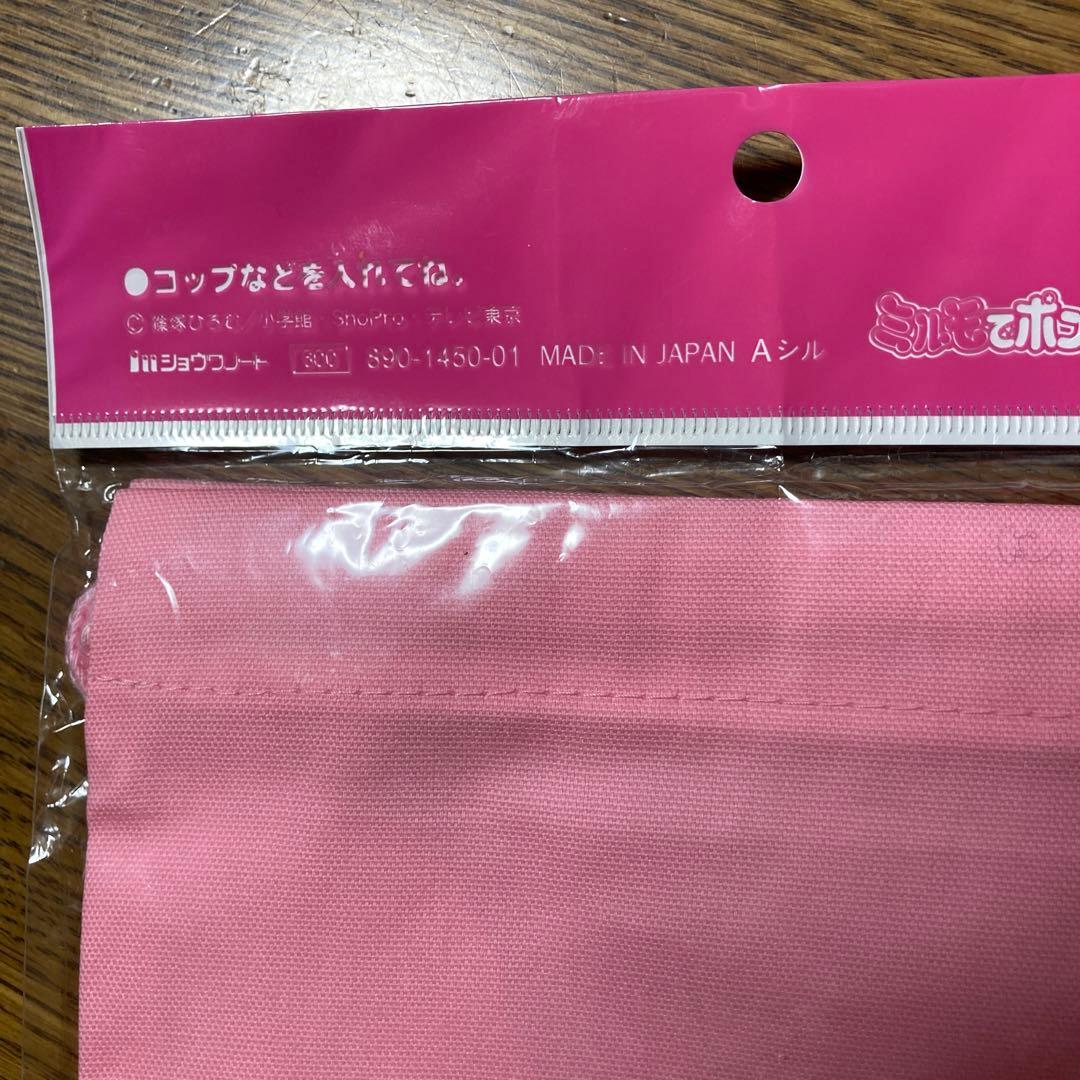 ●コップなどを入れてね。
© 篠塚ひろむ／小学館・ShoPro・テレビ東京
ショウワノート 300 890-1450-01 MADE IN JAPAN Aシル
ミルモでポン